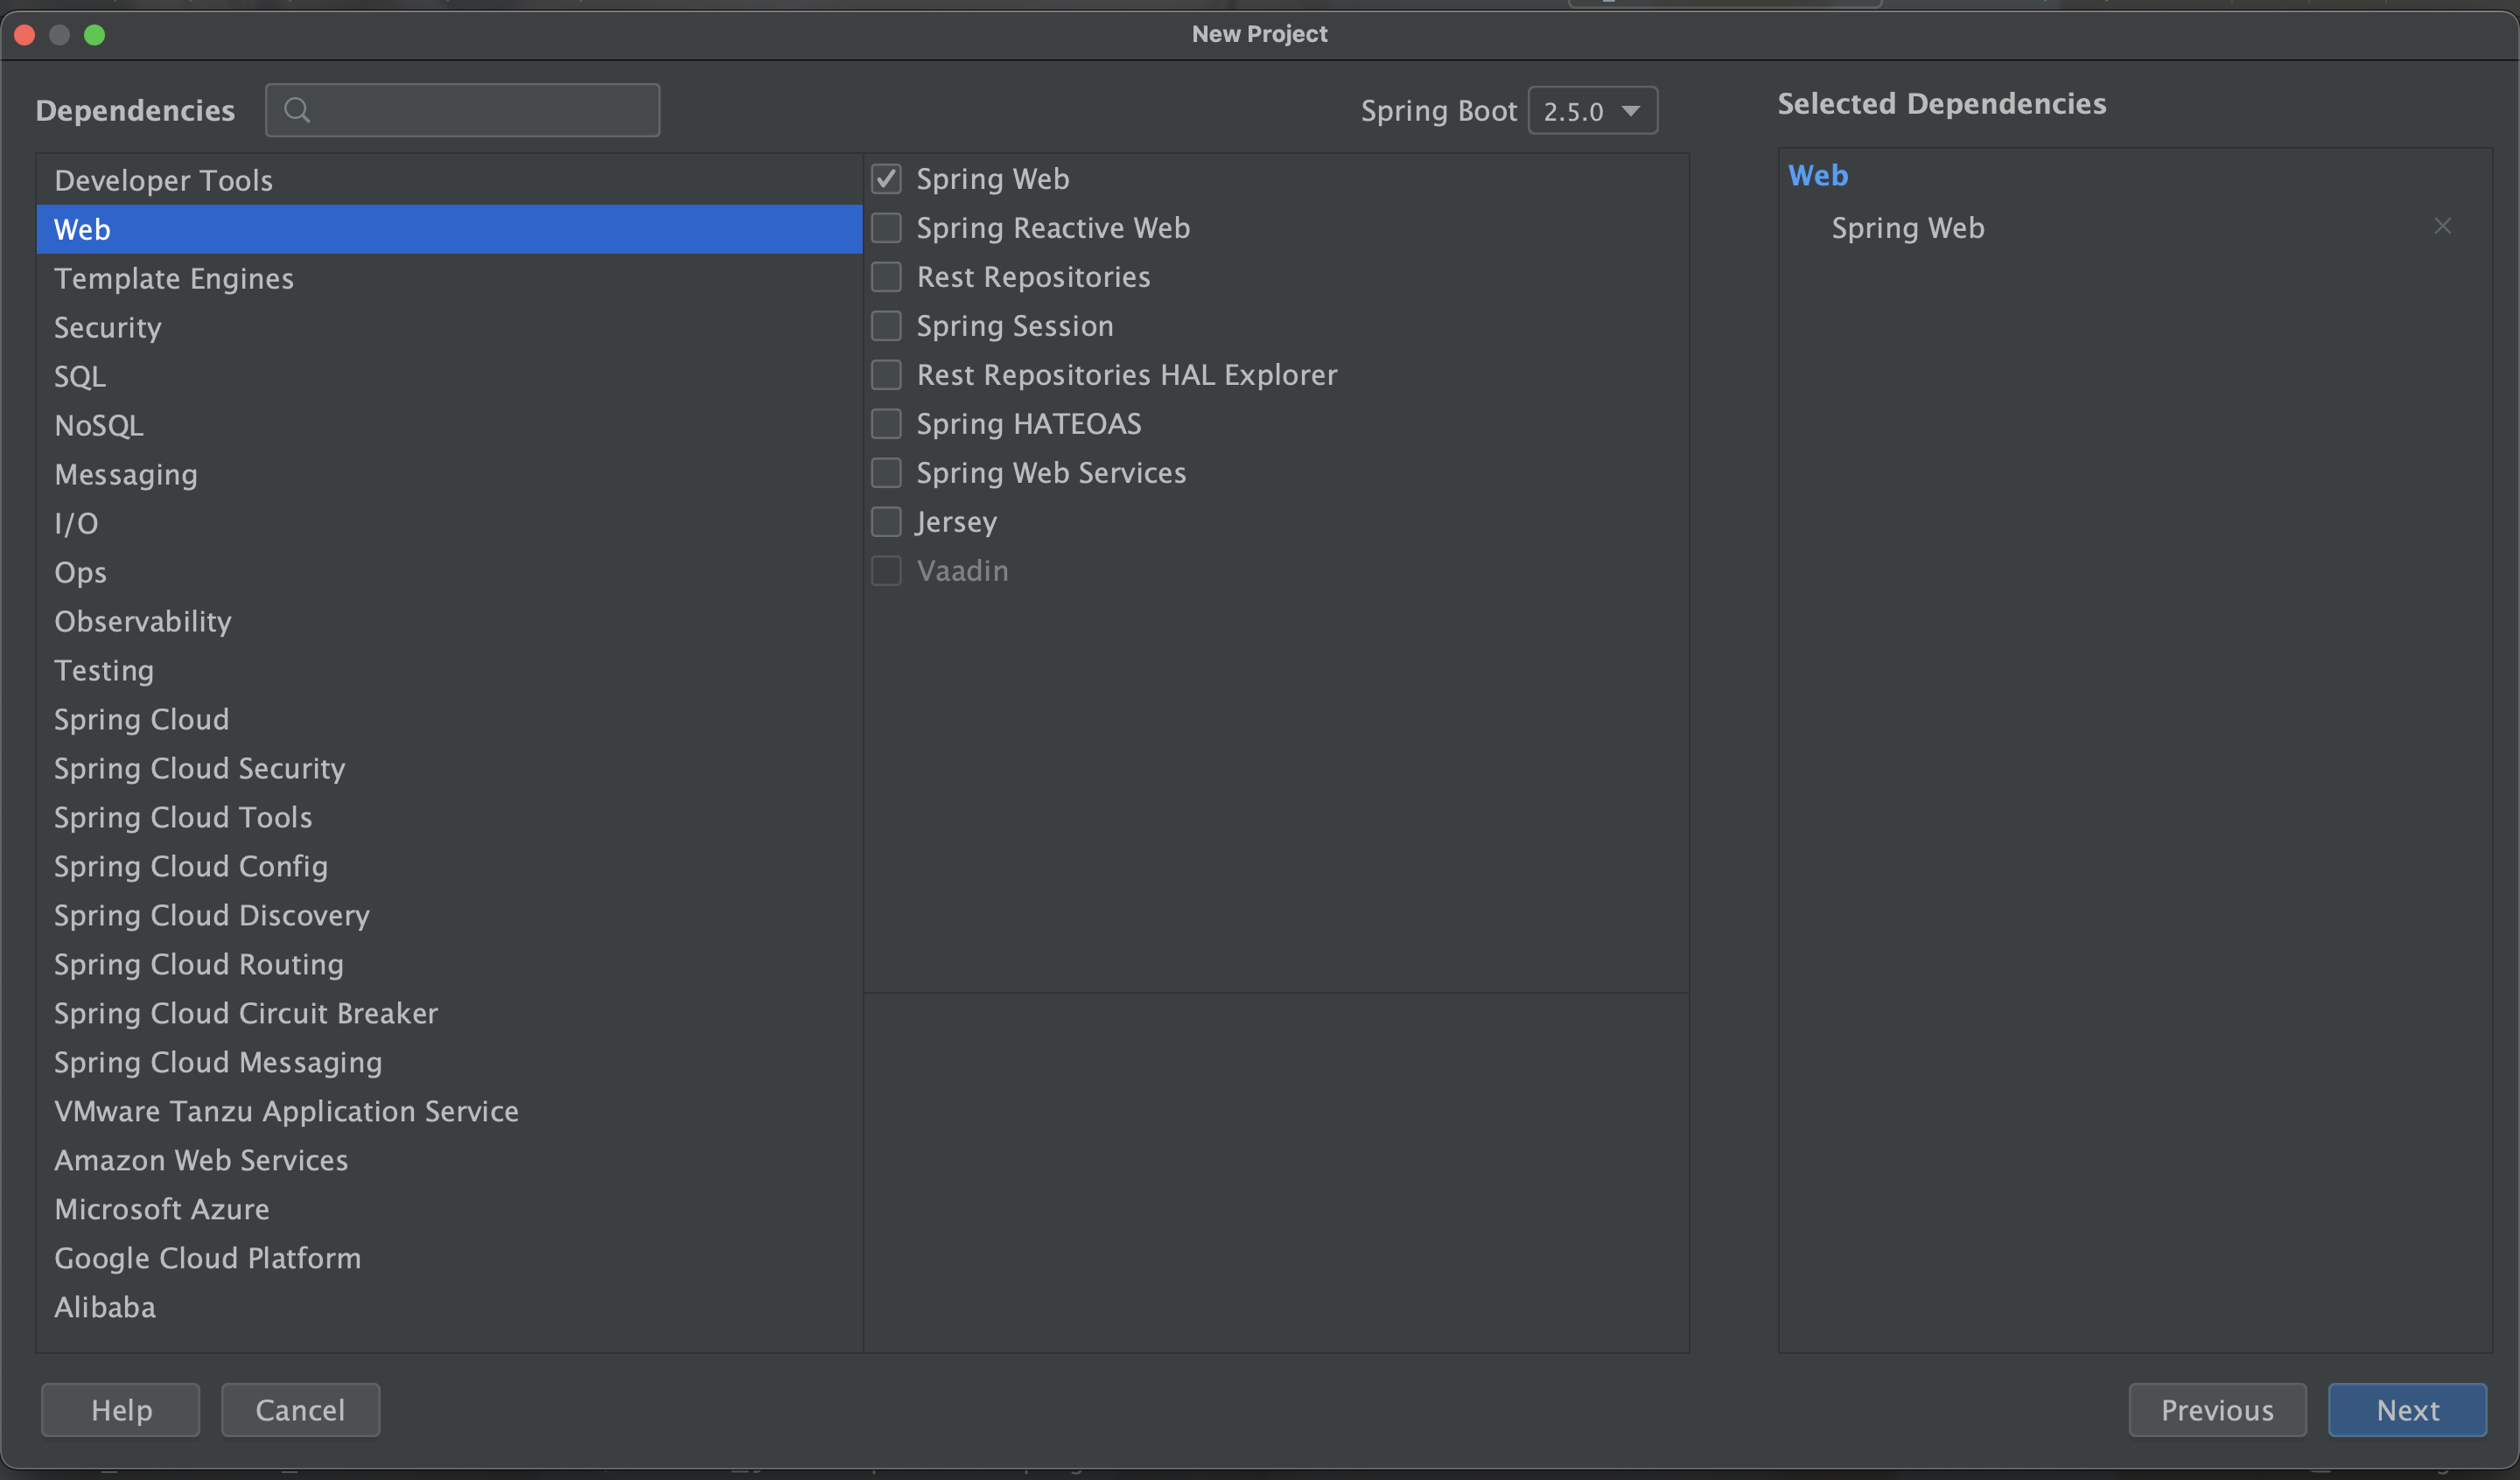 New Project
Dependencies
Spring Boot 2.5.0
Selected Dependencies
Developer Tools
Web
Template Engines
Security
SQL
NoSQL
Messaging
I/O
Ops
Observability
Testing
Spring Cloud
Spring Cloud Security
Spring Cloud Tools
Spring Cloud Config
Spring Cloud Discovery
Spring Cloud Routing
Spring Cloud Circuit Breaker
Spring Cloud Messaging
VMware Tanzu Application Service
Amazon Web Services
Microsoft Azure
Google Cloud Platform
Alibaba
Spring Web
Spring Reactive Web
Rest Repositories
Spring Session
Rest Repositories HAL Explorer
Spring HATEOAS
Spring Web Services
Jersey
Vaadin
Web
Spring Web
Help
Cancel
Previous
Next